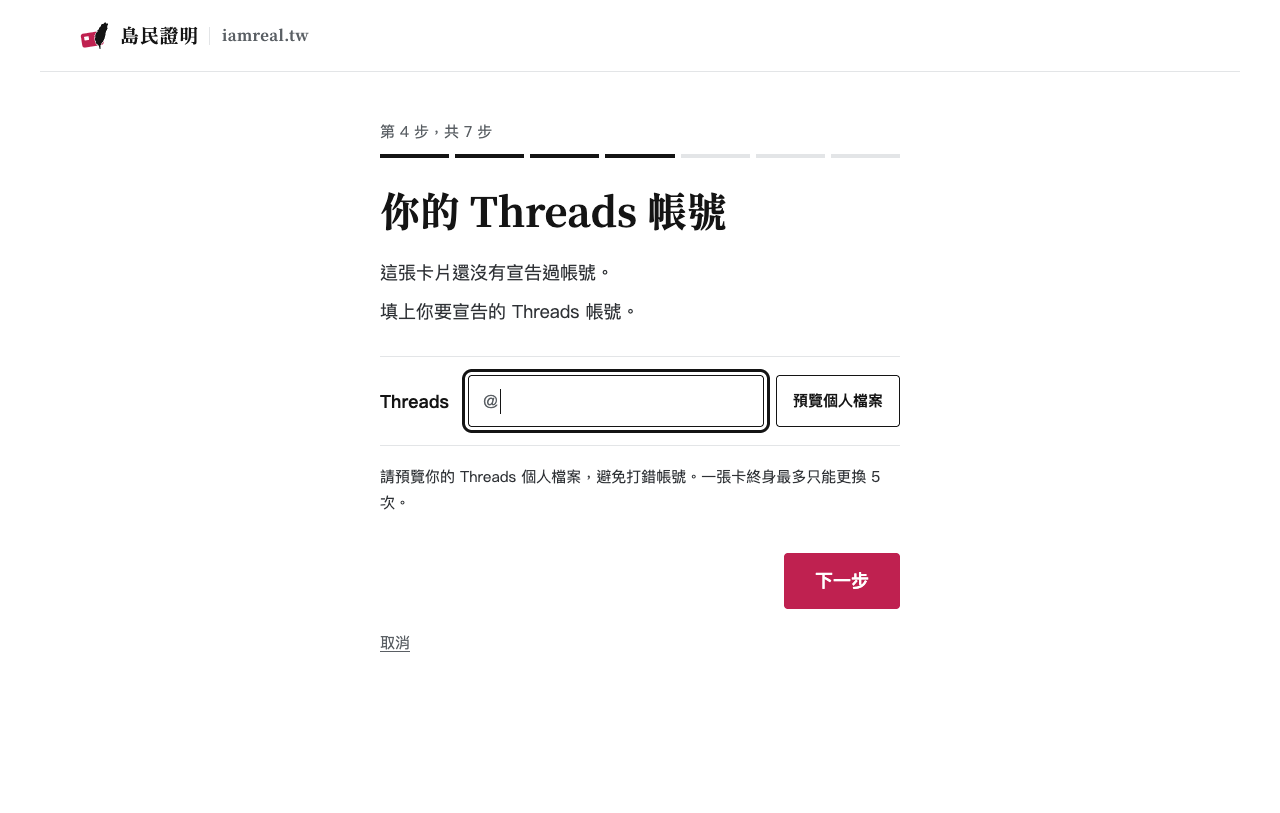 島民證明 iamreal.tw
第 4 步，共 7 步
你的 Threads 帳號
這張卡片還沒有宣告過帳號。
填上你要宣告的 Threads 帳號。
Threads @ 預覽個人檔案
請預覽你的 Threads 個人檔案，避免打錯帳號。一張卡終身最多只能更換 5
次。
下一步
取消